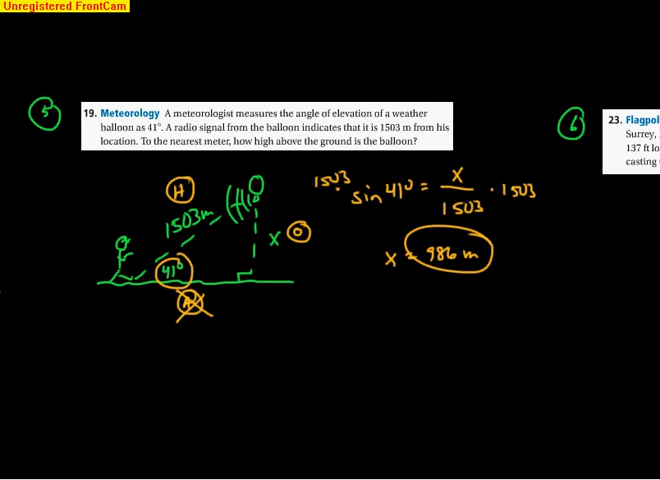 Unregistered FrontCam
5
19. Meteorology A meteorologist measures the angle of elevation of a weather
balloon as 41°. A radio signal from the balloon indicates that it is 1503 m from his
location. To the nearest meter, how high above the ground is the balloon?
6
23. Flagpol
Surrey,
137 ft lo
casting
H
1503m
x
O
41°
A
1503 · sin 41° = x / 1503 · 1503
x = 986 m